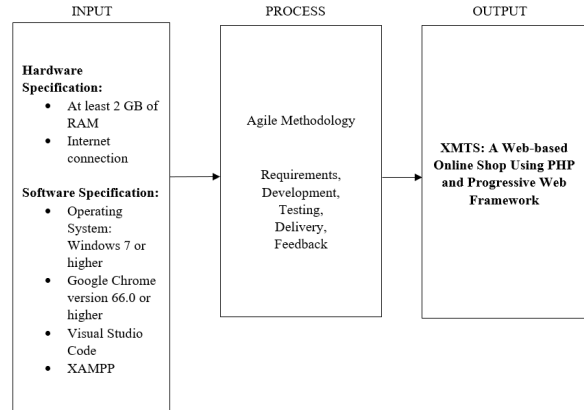 INPUT
Hardware
Specification:
• At least 2 GB of
RAM
• Internet
connection
Software Specification:
• Operating
System:
Windows 7 or
higher
• Google Chrome
version 66.0 or
higher
• Visual Studio
Code
• XAMPP
PROCESS
Agile Methodology
Requirements,
Development,
Testing,
Delivery,
Feedback
OUTPUT
XMTS: A Web-based
Online Shop Using PHP
and Progressive Web
Framework